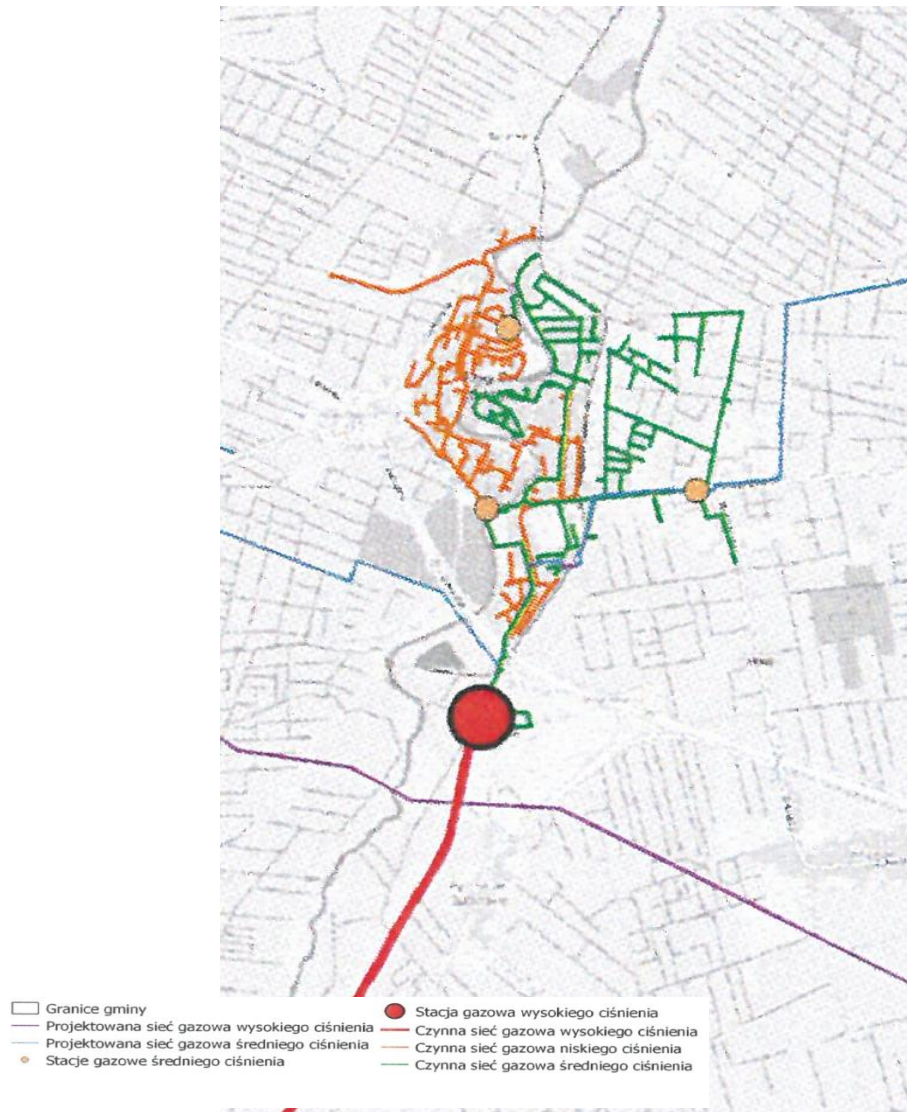 Granice gminy
Projektowana sieć gazowa wysokiego ciśnienia
Projektowana sieć gazowa średniego ciśnienia
Stacje gazowe średniego ciśnienia
Stacja gazowa wysokiego ciśnienia
Czynna sieć gazowa wysokiego ciśnienia
Czynna sieć gazowa niskiego ciśnienia
Czynna sieć gazowa średniego ciśnienia